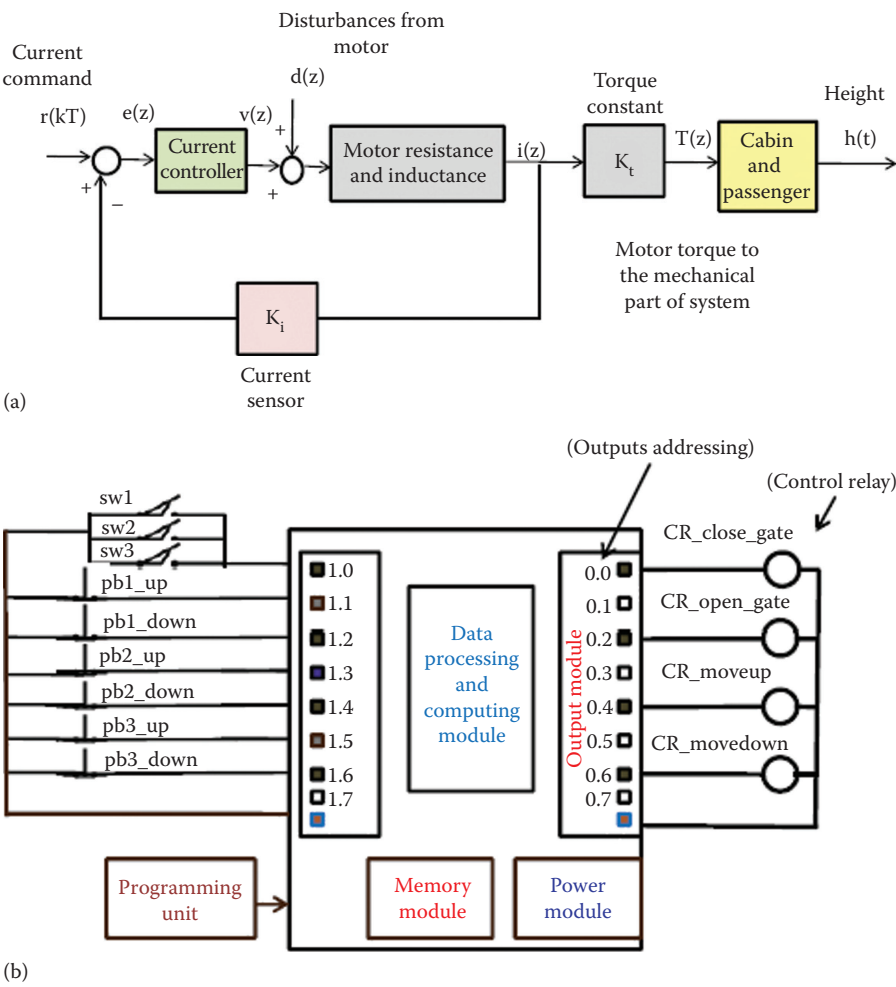 Disturbances from
motor
Current
command
d(z)
Torque
constant
Height
r(kT)
e(z)
v(z)
+
i(z)
T(z)
h(t)
Current
controller
Motor resistance
and inductance
K_t
Cabin
and
passenger
+
−
+
Motor torque to
the mechanical
part of system
K_i
Current
sensor
(a)
(Outputs addressing)
(Control relay)
sw1
sw2
sw3
CR_close_gate
1.0
0.0
pb1_up
1.1
0.1
CR_open_gate
pb1_down
1.2
0.2
pb2_up
1.3
0.3
CR_moveup
pb2_down
1.4
0.4
pb3_up
1.5
0.5
CR_movedown
pb3_down
1.6
0.6
1.7
0.7
Data
processing
and
computing
module
Output module
Programming
unit
Memory
module
Power
module
(b)